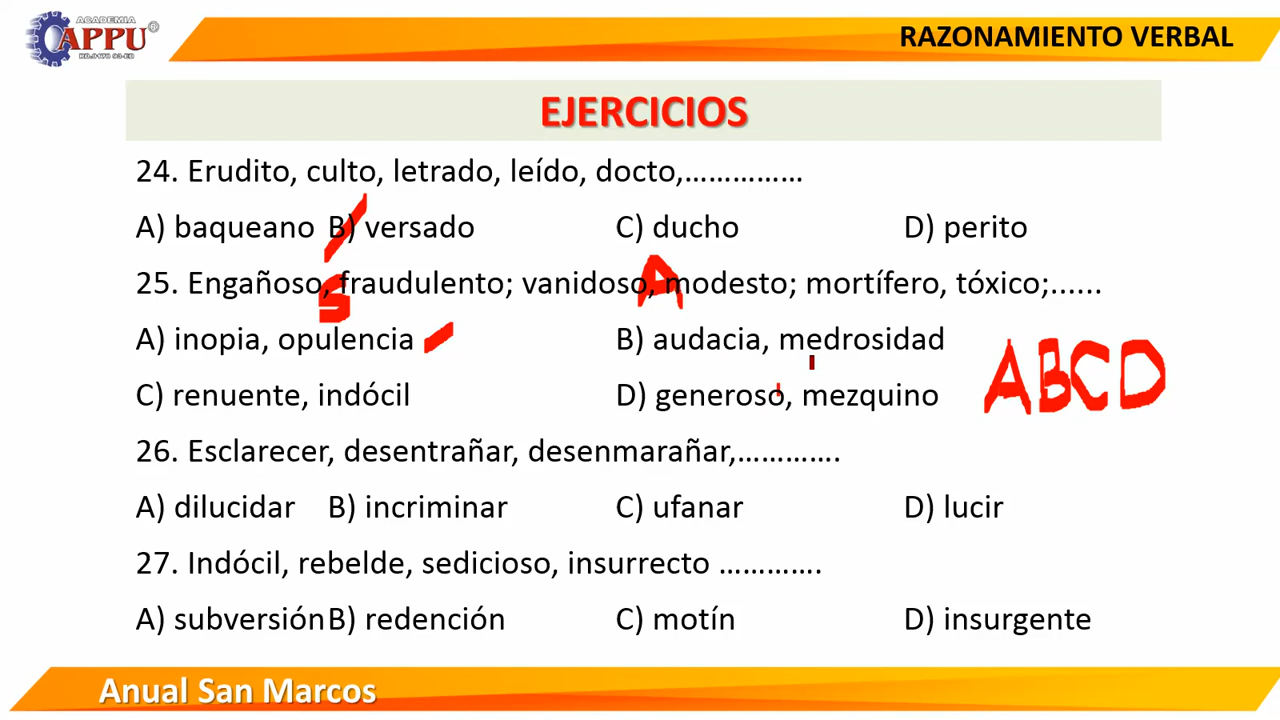 ACADEMIA
APPU®
RAZONAMIENTO VERBAL
EJERCICIOS
24. Erudito, culto, letrado, leído, docto,……………
A) baqueano B) versado C) ducho D) perito
25. Engañoso, fraudulento; vanidoso, modesto; mortífero, tóxico;……
S A
A) inopia, opulencia B) audacia, medrosidad
ABCD
C) renuente, indócil D) generoso, mezquino
26. Esclarecer, desentrañar, desenmarañar,………….
A) dilucidar B) incriminar C) ufanar D) lucir
27. Indócil, rebelde, sedicioso, insurrecto ………….
A) subversión B) redención C) motín D) insurgente
Anual San Marcos